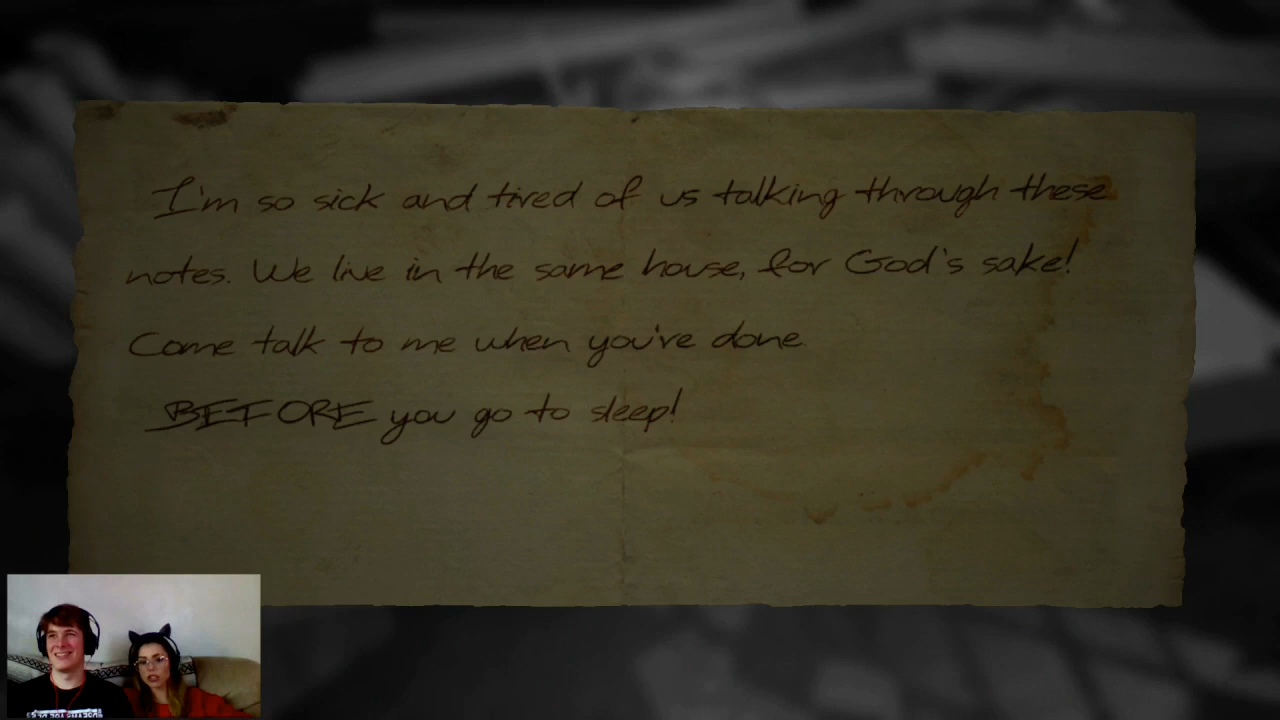 I'm so sick and tired of us talking through these
notes. We live in the same house, for God's sake!
Come talk to me when you're done.
BEFORE you go to sleep!